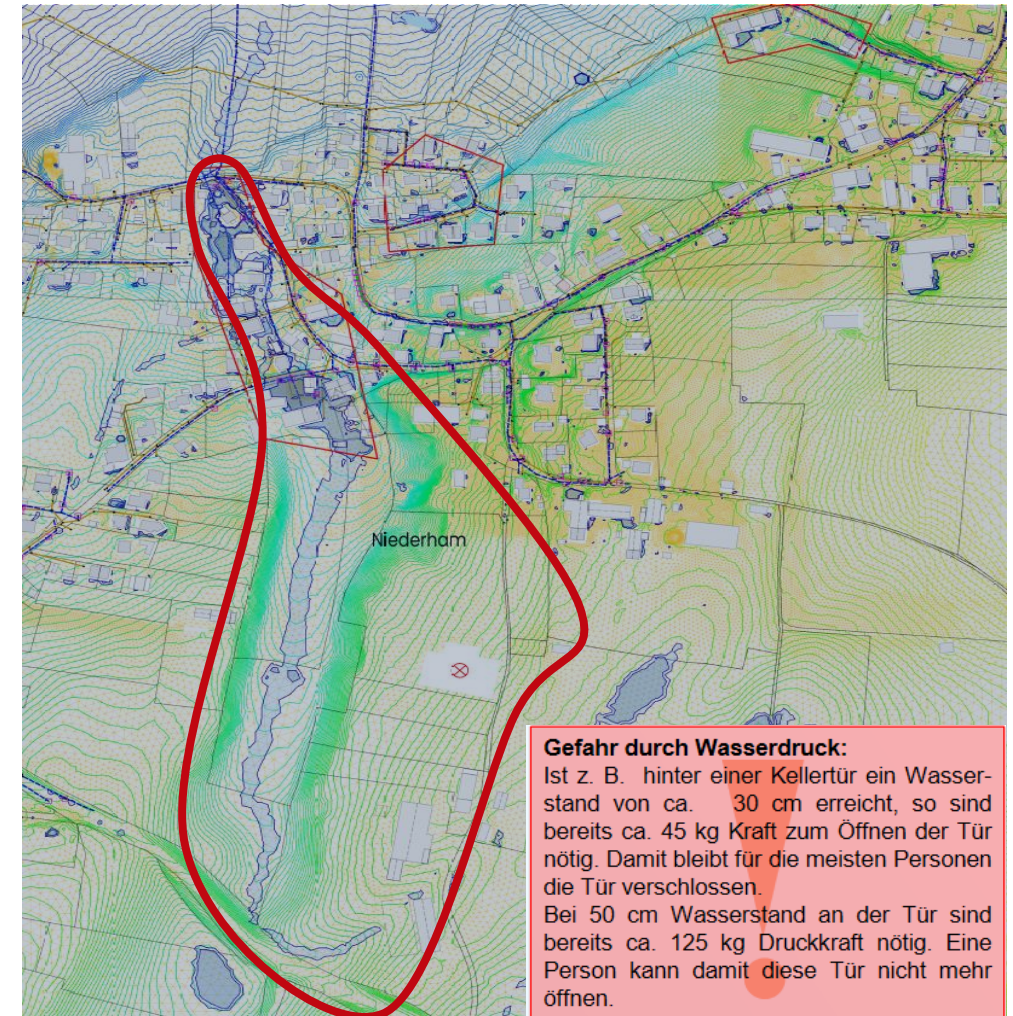 Niederham
Gefahr durch Wasserdruck:
Ist z. B. hinter einer Kellertür ein Wasser-
stand von ca. 30 cm erreicht, so sind
bereits ca. 45 kg Kraft zum Öffnen der Tür
nötig. Damit bleibt für die meisten Personen
die Tür verschlossen.
Bei 50 cm Wasserstand an der Tür sind
bereits ca. 125 kg Druckkraft nötig. Eine
Person kann damit diese Tür nicht mehr
öffnen.